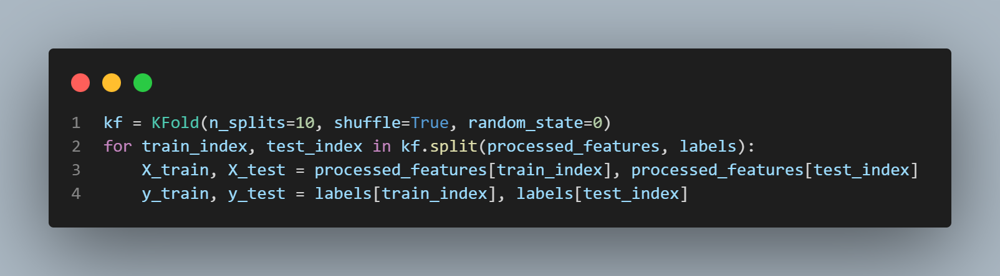 1 kf = KFold(n_splits=10, shuffle=True, random_state=0)
2 for train_index, test_index in kf.split(processed_features, labels):
3     X_train, X_test = processed_features[train_index], processed_features[test_index]
4     y_train, y_test = labels[train_index], labels[test_index]